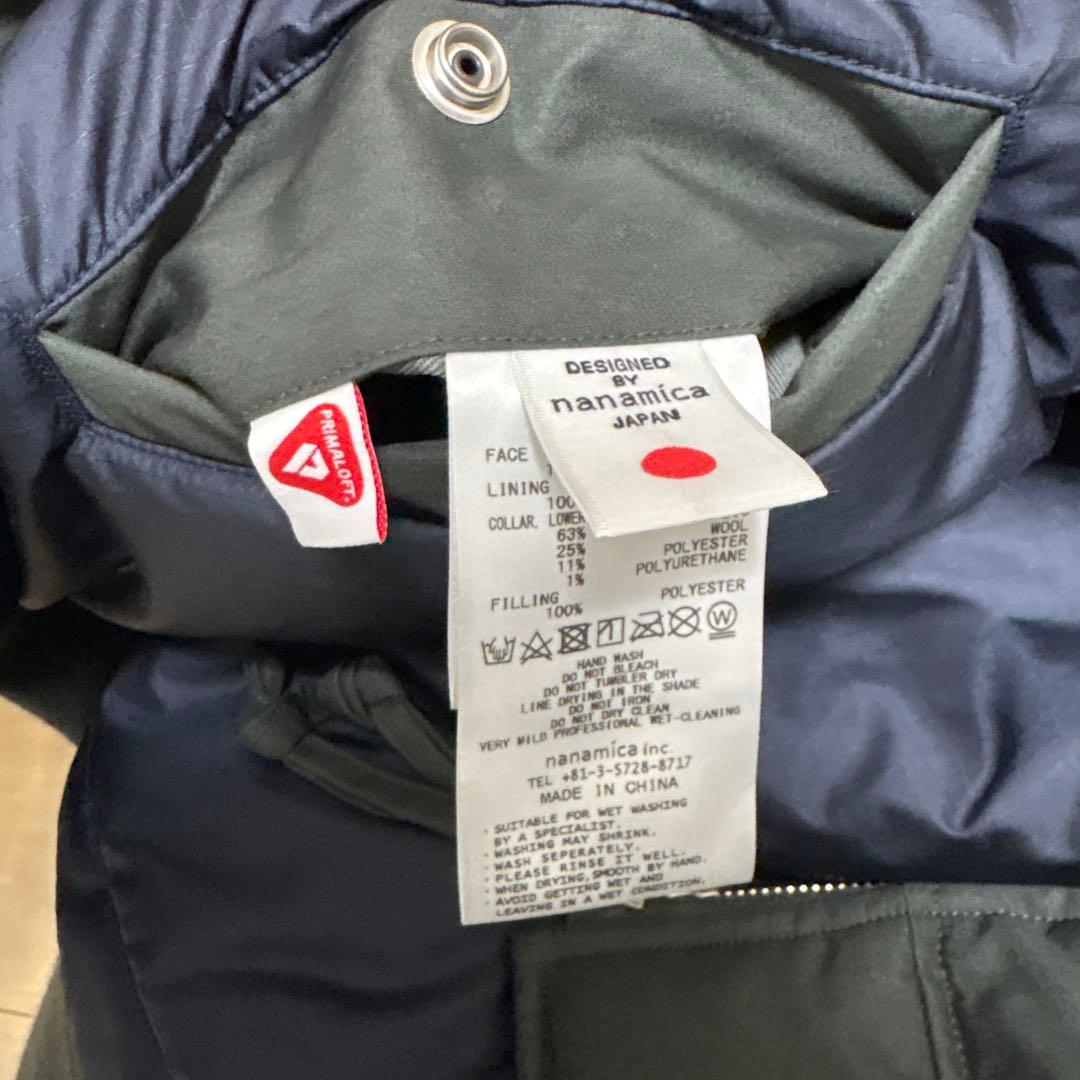 DESIGNED
BY
nanamica
JAPAN
PRIMALOFT
FACE
LINING
100
COLLAR, LOWER
63%
25% WOOL
11% POLYESTER
1% POLYURETHANE
FILLING
100% POLYESTER
W
HAND WASH
DO NOT BLEACH
DO NOT TUMBLER DRY
LINE DRYING IN THE SHADE
DO NOT IRON
DO NOT DRY CLEAN
VERY MILD PROFESSIONAL WET-CLEANING
nanamica inc.
TEL +81-3-5728-8717
MADE IN CHINA
· SUITABLE FOR WET WASHING
BY A SPECIALIST.
· WASHING MAY SHRINK.
· WASH SEPERATELY.
· PLEASE RINSE IT WELL.
· WHEN DRYING, SMOOTH BY HAND.
· AVOID GETTING WET AND
LEAVING IN A WET CONDITION.